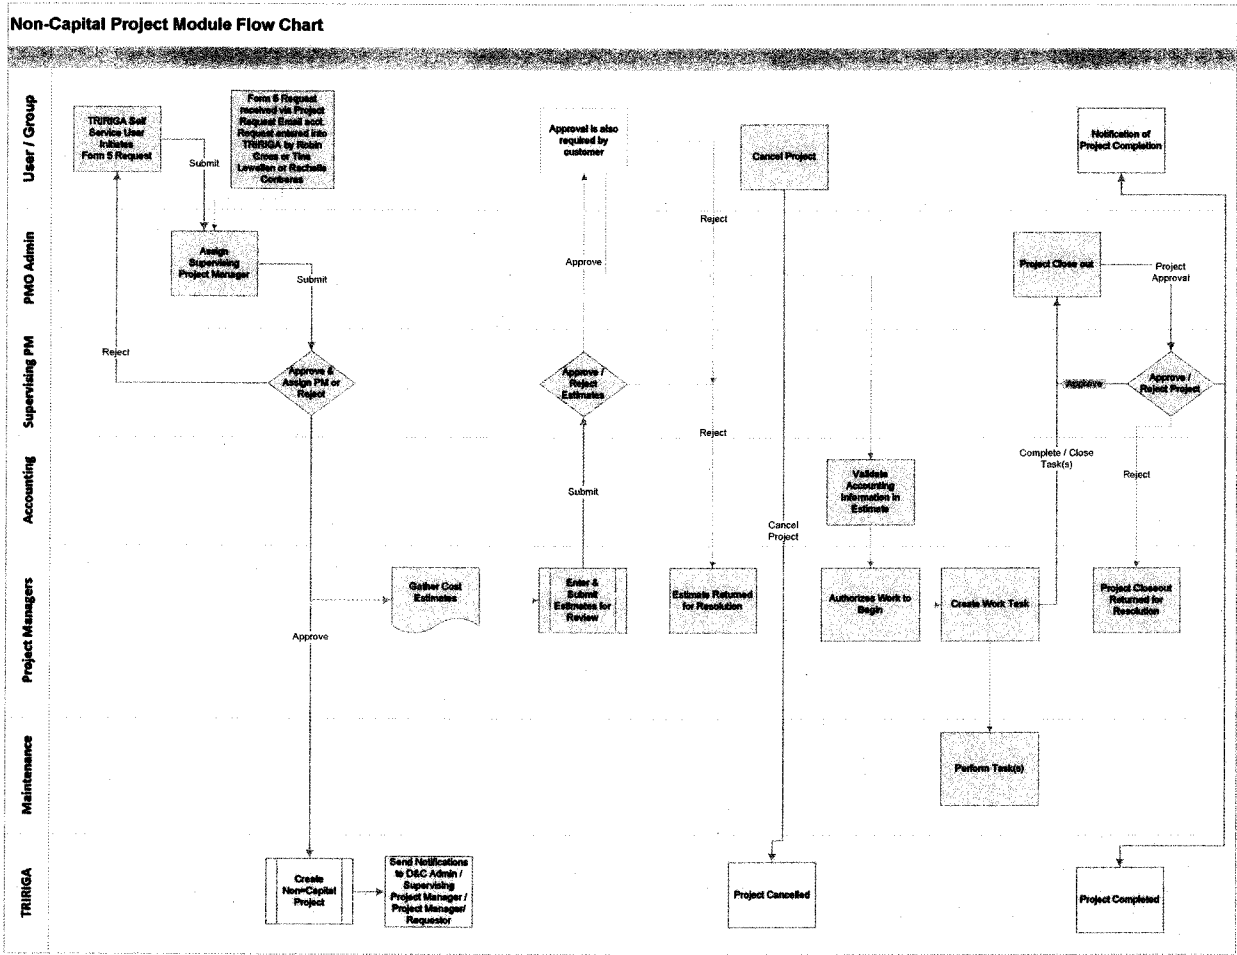 Non-Capital Project Module Flow Chart
User / Group
TRIRIGA Self
Service User
Initiates
Form 5 Request
Submit
Form 5 Request
received via Project
Request Email acct.
Request entered into
TRIRIGA by Robin
Cross or Tina
Lewellen or Rachelle
Approval is also
required by
customer
Cancel Project
Notification of
Project Completion
Reject
PMO Admin
Assign
Supervising
Project Manager
Submit
Approve
Project Close out
Project
Approval
Supervising PM
Reject
Approve &
Assign PM or
Reject
Approve /
Reject
Estimates
Reject
Approve
Approve /
Reject Project
Accounting
Submit
Validate
Accounting
Information in
Estimate
Complete / Close
Task(s)
Reject
Cancel
Project
Project Managers
Gather Cost
Estimates
Enter &
Submit
Estimates for
Review
Estimate Returned
for Resolution
Authorizes Work to
Begin
Create Work Task
Project Closeout
Returned for
Resolution
Approve
Maintenance
Perform Task(s)
TRIRIGA
Create
Non-Capital
Project
Send Notifications
to D&C Admin /
Supervising
Project Manager /
Project Manager/
Requestor
Project Cancelled
Project Completed